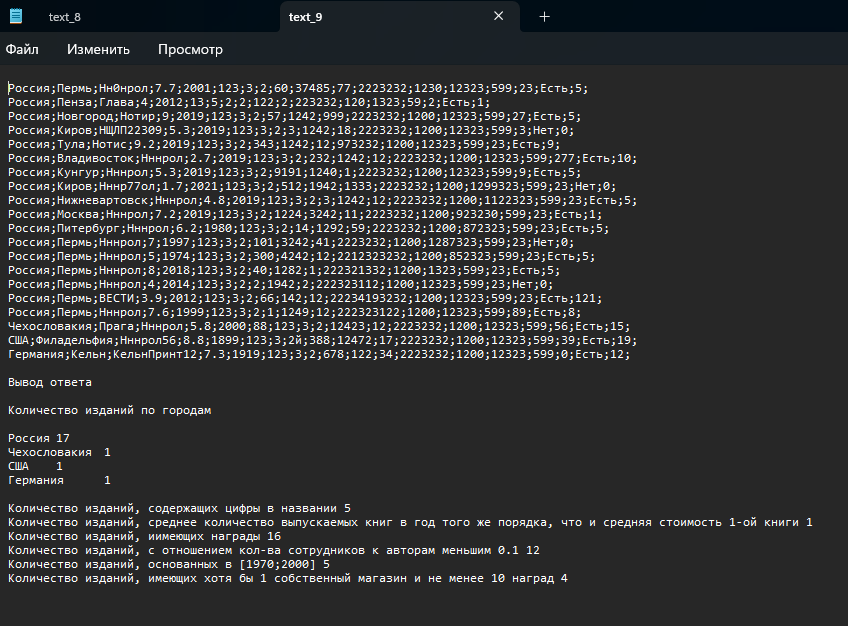 text_8
text_9
Файл Изменить Просмотр
Россия;Пермь;Нн0нрол;7.7;2001;123;3;2;60;37485;77;2223232;1230;12323;599;23;Есть;5;
Россия;Пенза;Глава;4;2012;13;5;2;2;122;2;223232;120;1323;59;2;Есть;1;
Россия;Новгород;Нотир;9;2019;123;3;2;57;1242;999;2223232;1200;12323;599;27;Есть;5;
Россия;Киров;НЩЛП22309;5.3;2019;123;3;2;3;1242;18;2223232;1200;12323;599;3;Нет;0;
Россия;Тула;Нотис;9.2;2019;123;3;2;343;1242;12;973232;1200;12323;599;23;Есть;9;
Россия;Владивосток;Нннрол;2.7;2019;123;3;2;232;1242;12;2223232;1200;12323;599;277;Есть;10;
Россия;Кунгур;Нннрол;5.3;2019;123;3;2;9191;1240;1;2223232;1200;12323;599;9;Есть;5;
Россия;Киров;Нннр77ол;1.7;2021;123;3;2;512;1942;1333;2223232;1200;1299323;599;23;Нет;0;
Россия;Нижневартовск;Нннрол;4.8;2019;123;3;2;3;1242;12;2223232;1200;1122323;599;23;Есть;5;
Россия;Москва;Нннрол;7.2;2019;123;3;2;1224;3242;11;2223232;1200;923230;599;23;Есть;1;
Россия;Питербург;Нннрол;6.2;1980;123;3;2;14;1292;59;2223232;1200;872323;599;23;Есть;5;
Россия;Пермь;Нннрол;7;1997;123;3;2;101;3242;41;2223232;1200;1287323;599;23;Нет;0;
Россия;Пермь;Нннрол;5;1974;123;3;2;300;4242;12;2212323232;1200;852323;599;23;Есть;5;
Россия;Пермь;Нннрол;8;2018;123;3;2;40;1282;1;222321332;1200;1323;599;23;Есть;5;
Россия;Пермь;Нннрол;4;2014;123;3;2;2;1942;2;222323112;1200;12323;599;23;Нет;0;
Россия;Пермь;ВЕСТИ;3.9;2012;123;3;2;66;142;12;22234193232;1200;12323;599;23;Есть;121;
Россия;Пермь;Нннрол;7.6;1999;123;3;2;1;1249;12;222323122;1200;12323;599;89;Есть;8;
Чехословакия;Прага;Нннрол;5.8;2000;88;123;3;2;12423;12;2223232;1200;12323;599;56;Есть;15;
США;Филадельфия;Нннрол56;8.8;1899;123;3;2й;388;12472;17;2223232;1200;12323;599;39;Есть;19;
Германия;Кельн;КельнПринт12;7.3;1919;123;3;2;678;122;34;2223232;1200;12323;599;0;Есть;12;
Вывод ответа
Количество изданий по городам
Россия 17
Чехословакия 1
США 1
Германия 1
Количество изданий, содержащих цифры в названии 5
Количество изданий, среднее количество выпускаемых книг в год того же порядка, что и средняя стоимость 1-ой книги 1
Количество изданий, иимеющих награды 16
Количество изданий, с отношением кол-ва сотрудников к авторам меньшим 0.1 12
Количество изданий, основанных в [1970;2000] 5
Количество изданий, имеющих хотя бы 1 собственный магазин и не менее 10 наград 4